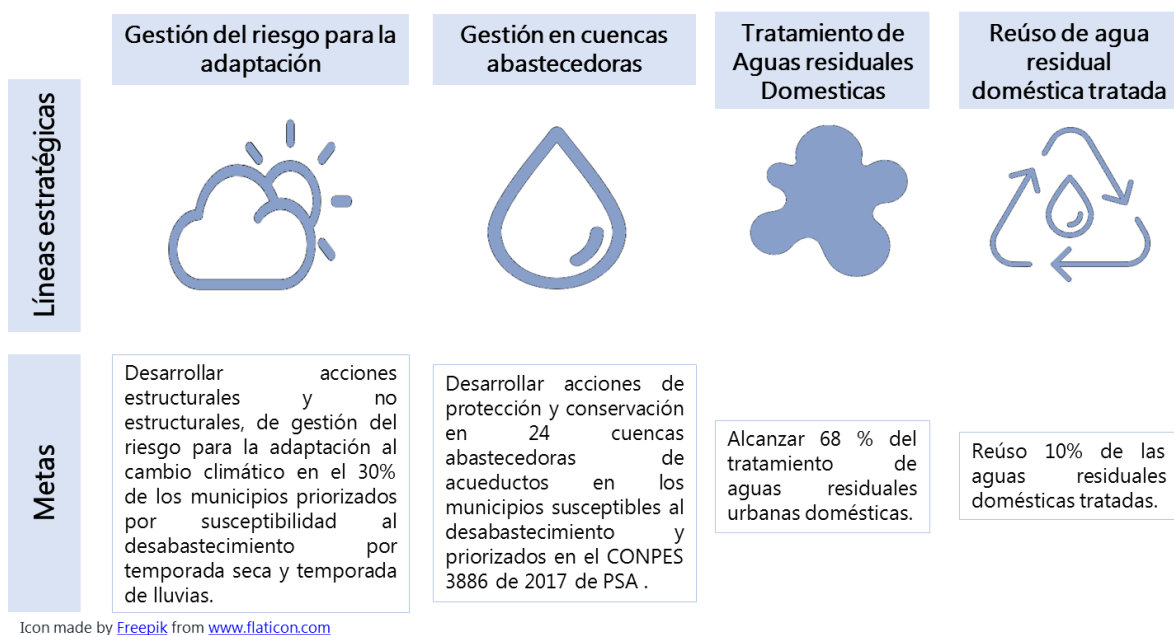 Gestión del riesgo para la
adaptación
Gestión en cuencas
abastecedoras
Tratamiento de
Aguas residuales
Domesticas
Reúso de agua
residual
doméstica tratada
Líneas estratégicas
Metas
Desarrollar acciones
estructurales y no
estructurales, de gestión del
riesgo para la adaptación al
cambio climático en el 30%
de los municipios priorizados
por susceptibilidad al
desabastecimiento por
temporada seca y temporada
de lluvias.
Desarrollar acciones de
protección y conservación
en 24 cuencas
abastecedoras de
acueductos en los
municipios susceptibles al
desabastecimiento y
priorizados en el CONPES
3886 de 2017 de PSA .
Alcanzar 68 % del
tratamiento de
aguas residuales
urbanas domésticas.
Reúso 10% de las
aguas residuales
domésticas tratadas.
Icon made by Freepik from www.flaticon.com